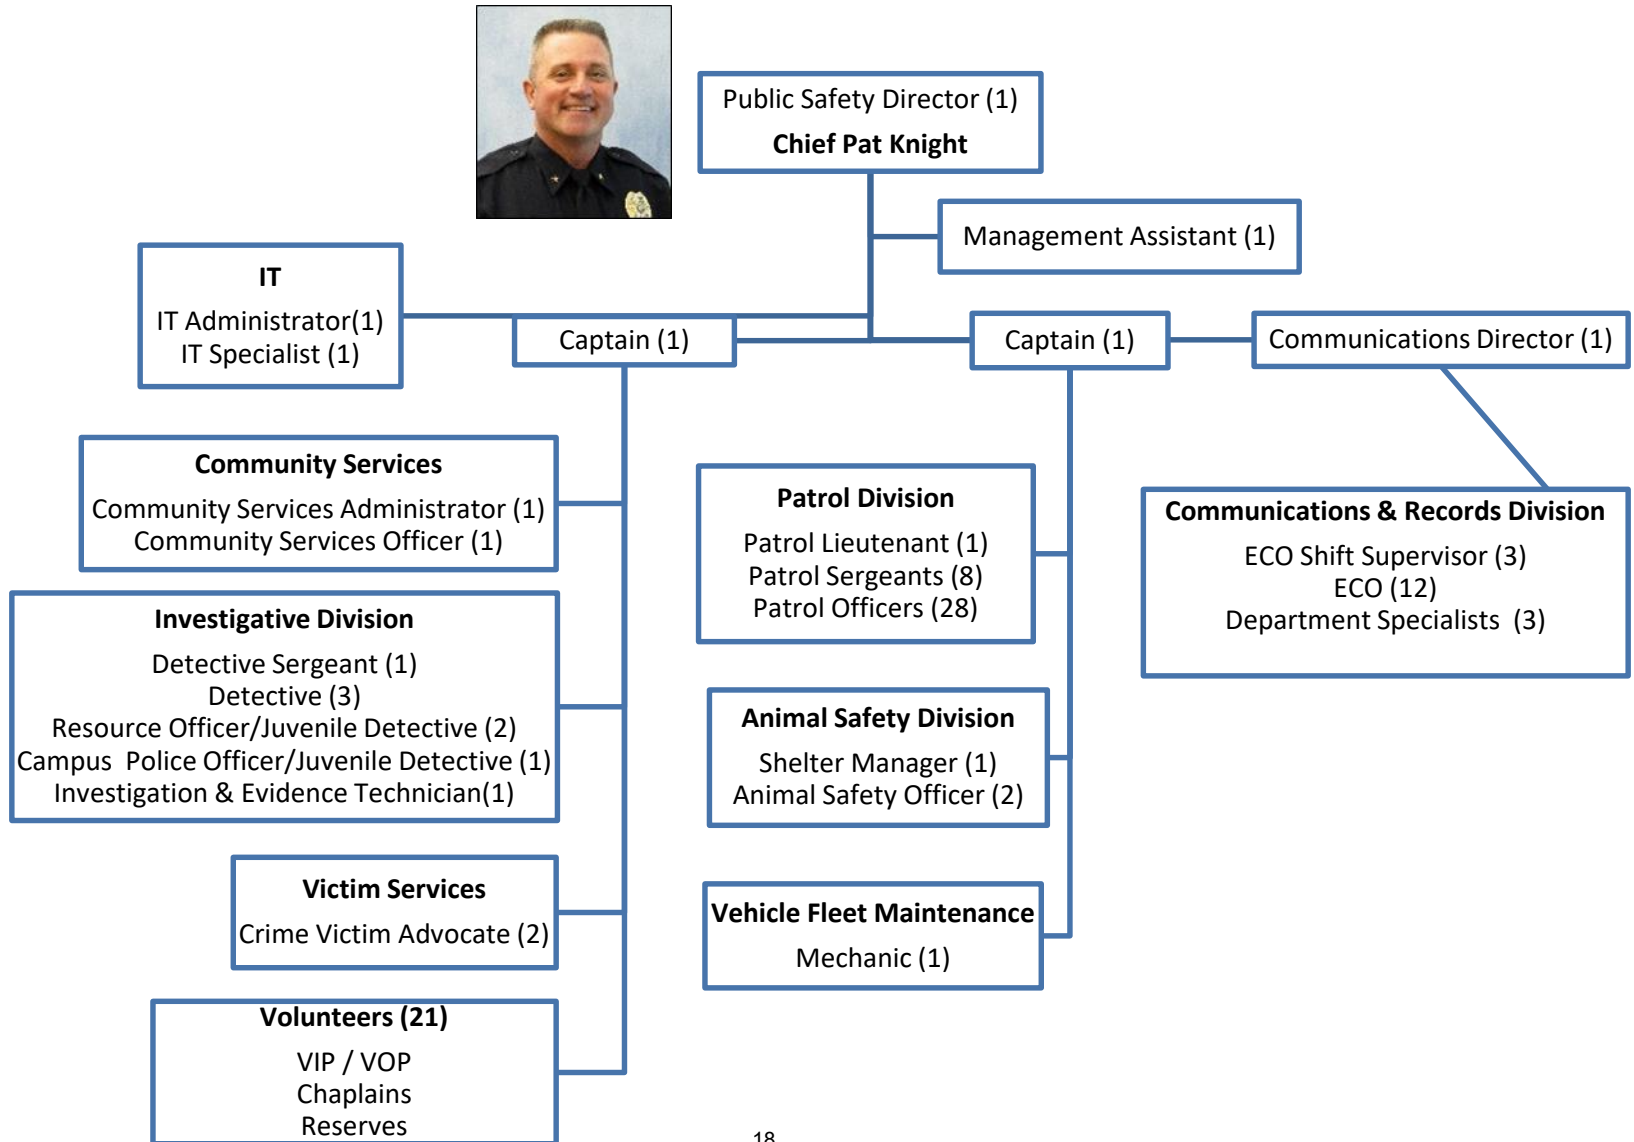 Public Safety Director (1)
Chief Pat Knight
Management Assistant (1)
IT
IT Administrator(1)
IT Specialist (1)
Captain (1)
Captain (1)
Communications Director (1)
Community Services
Community Services Administrator (1)
Community Services Officer (1)
Investigative Division
Detective Sergeant (1)
Detective (3)
Resource Officer/Juvenile Detective (2)
Campus  Police Officer/Juvenile Detective (1)
Investigation & Evidence Technician(1)
Victim Services
Crime Victim Advocate (2)
Volunteers (21)
VIP / VOP
Chaplains
Reserves
Patrol Division
Patrol Lieutenant (1)
Patrol Sergeants (8)
Patrol Officers (28)
Animal Safety Division
Shelter Manager (1)
Animal Safety Officer (2)
Vehicle Fleet Maintenance
Mechanic (1)
Communications & Records Division
ECO Shift Supervisor (3)
ECO (12)
Department Specialists  (3)
18